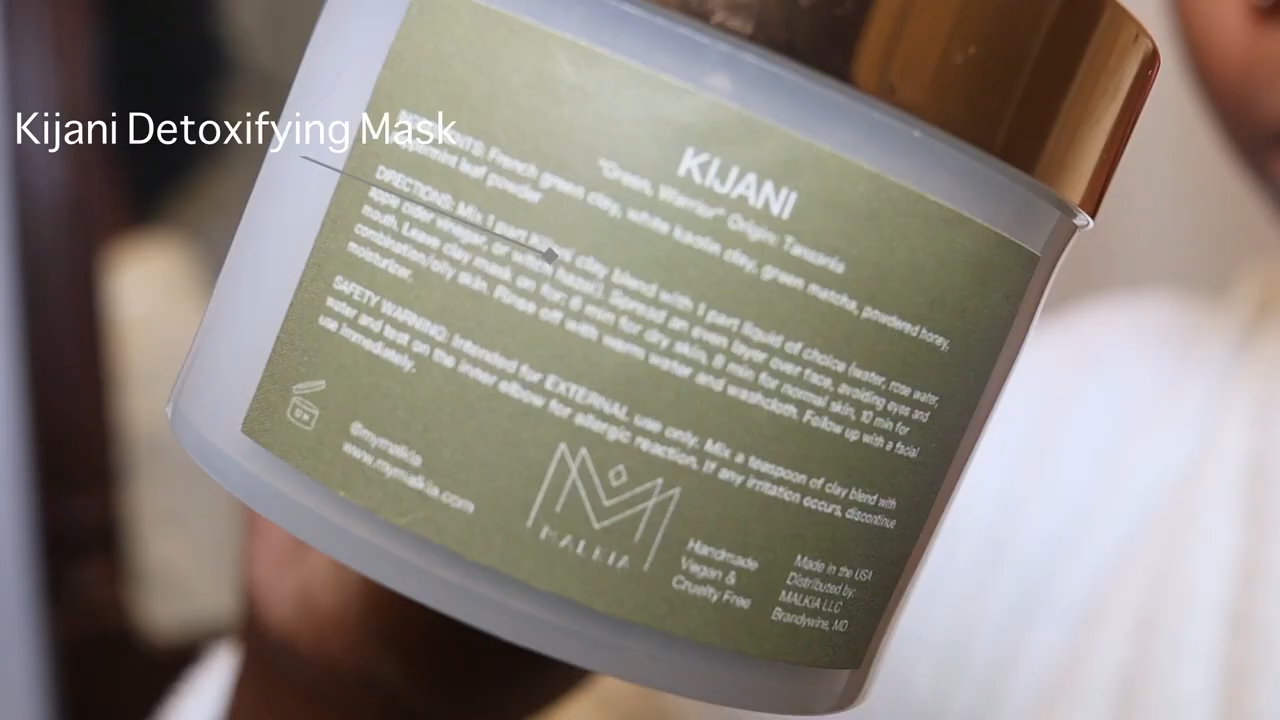 Kijani Detoxifying Mask
KIJANI
"Green, Warrior" Origin: Tanzania
INGREDIENTS: French green clay, white kaolin clay, green matcha, powdered honey,
peppermint leaf powder
DIRECTIONS: Mix 1 part Kijani clay blend with 1 part liquid of choice (water, rose water,
apple cider vinegar, or witch hazel). Spread an even layer over face, avoiding eyes and
mouth. Leave clay mask on for: 6 min for dry skin, 8 min for normal skin, 10 min for
combination/oily skin. Rinse off with warm water and washcloth. Follow up with a facial
moisturizer.
SAFETY WARNING: Intended for EXTERNAL use only. Mix a teaspoon of clay blend with
water and test on the inner elbow for allergic reaction. If any irritation occurs, discontinue
use immediately.
@mymalkia
www.mymalkia.com
MALKIA
Handmade
Vegan &
Cruelty Free
Made in the USA
Distributed by:
MALKIA LLC
Brandywine, MD